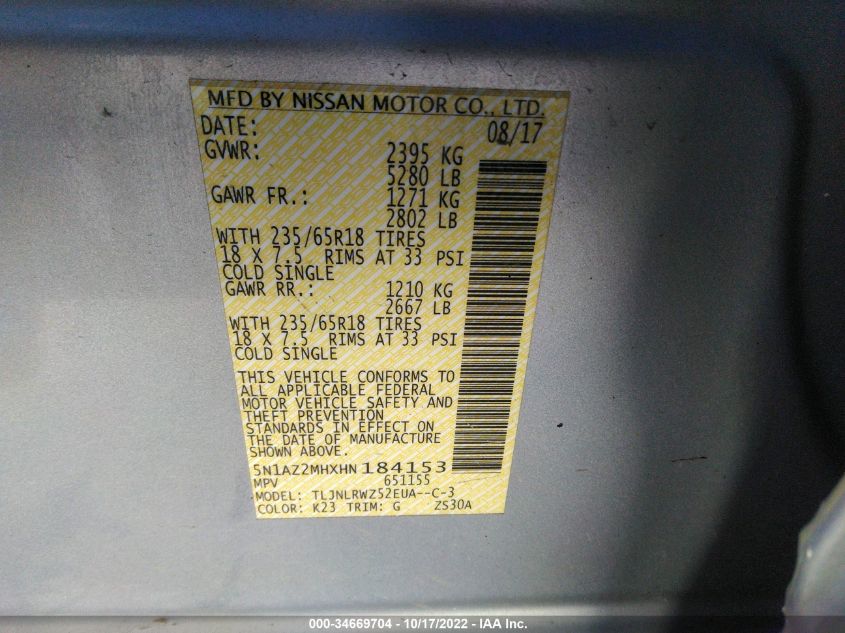 MFD BY NISSAN MOTOR CO., LTD.
DATE: 08/17
GVWR: 2395 KG
5280 LB
GAWR FR.: 1271 KG
2802 LB
WITH 235/65R18 TIRES
18 X 7.5 RIMS AT 33 PSI
COLD SINGLE
GAWR RR.: 1210 KG
2667 LB
WITH 235/65R18 TIRES
18 X 7.5 RIMS AT 33 PSI
COLD SINGLE
THIS VEHICLE CONFORMS TO
ALL APPLICABLE FEDERAL
MOTOR VEHICLE SAFETY AND
THEFT PREVENTION
STANDARDS IN EFFECT ON
THE DATE OF MANUFACTURE
SHOWN ABOVE.
5N1AZ2MHXHN184153
MPV 651155
MODEL: TLJNLRWZ52EUA--C-3
COLOR: K23 TRIM: G ZS30A
000-34669704 - 10/17/2022 - IAA Inc.